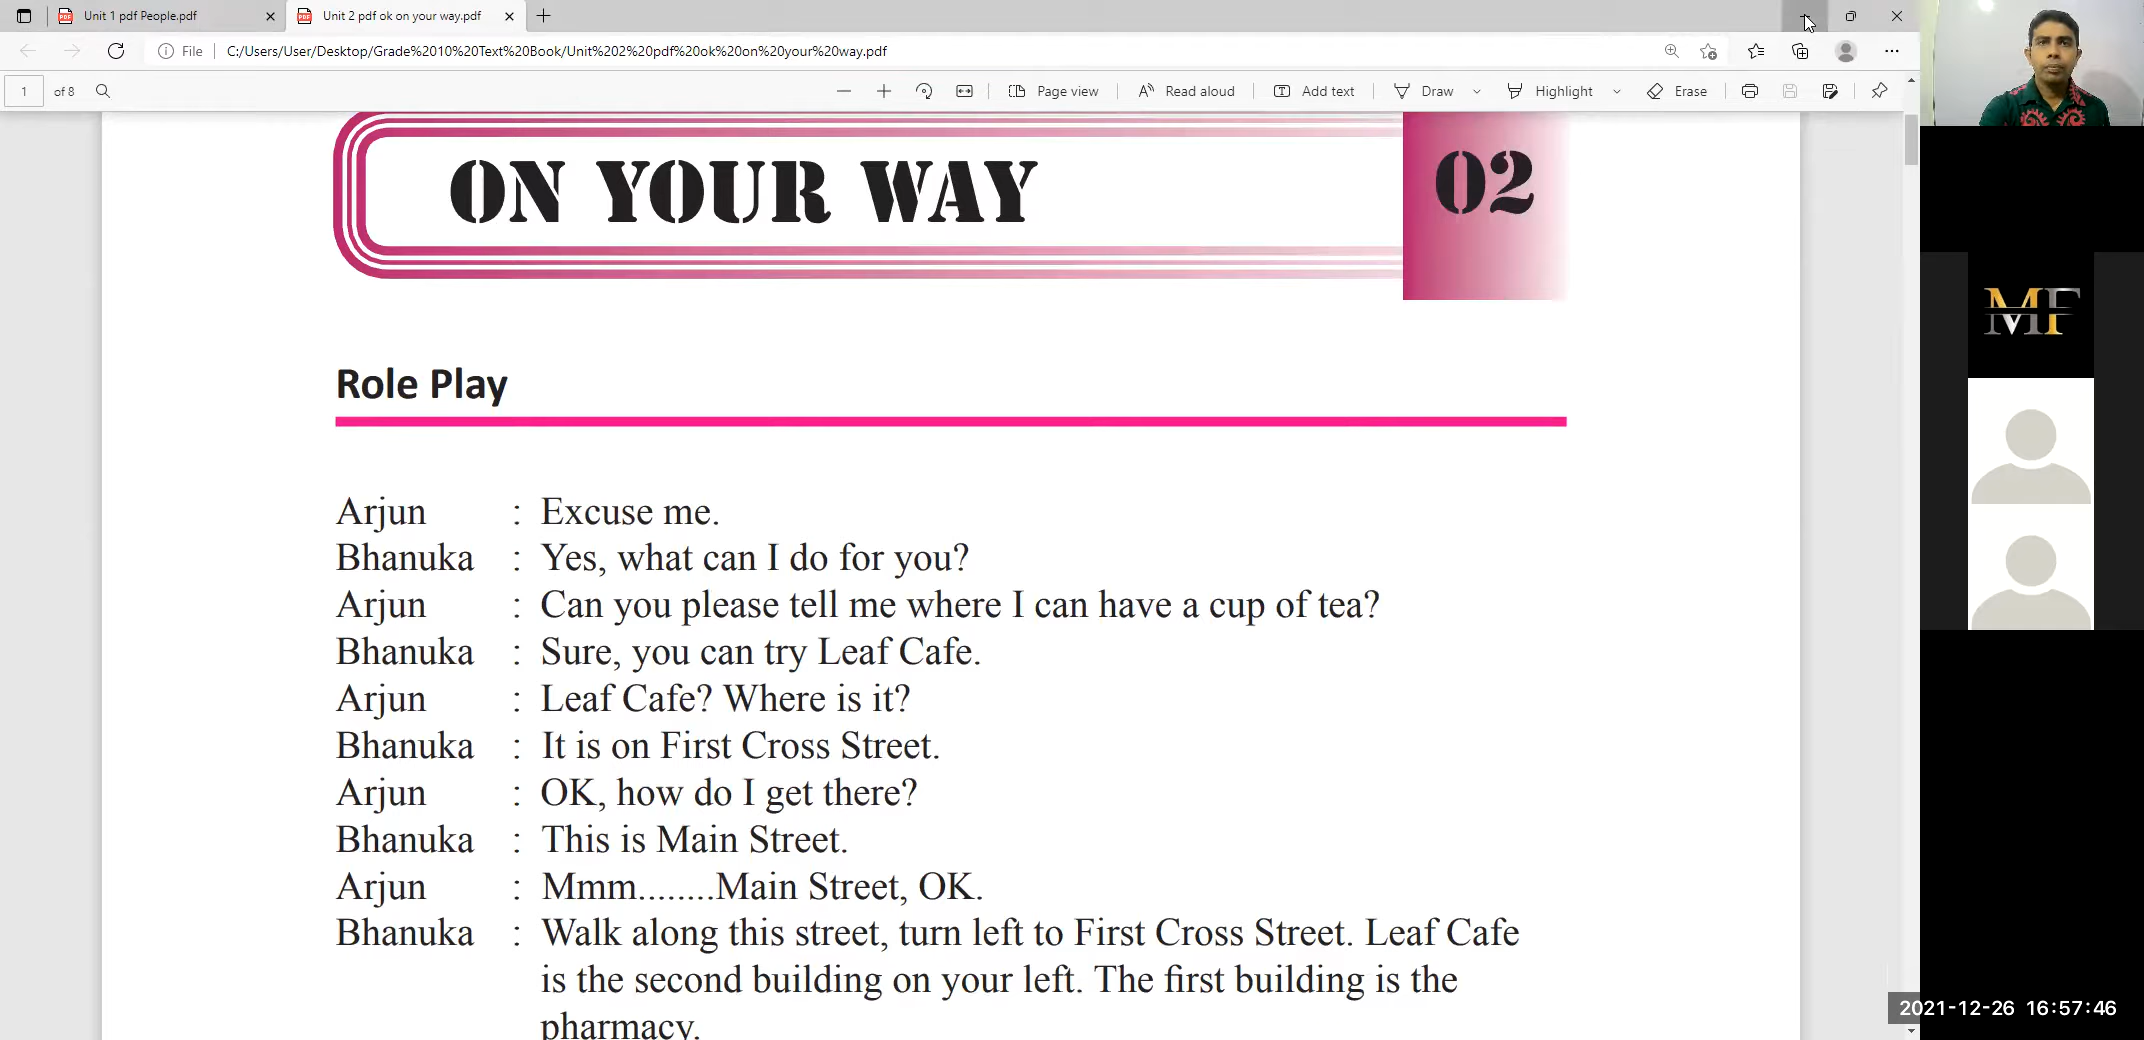 Unit 1 pdf People.pdf
Unit 2 pdf ok on your way.pdf
File C:/Users/User/Desktop/Grade%2010%20Text%20Book/Unit%202%20pdf%20ok%20on%20your%20way.pdf
1 of 8 Page view Read aloud Add text Draw Highlight Erase
ON YOUR WAY 02
Role Play
Arjun : Excuse me.
Bhanuka : Yes, what can I do for you?
Arjun : Can you please tell me where I can have a cup of tea?
Bhanuka : Sure, you can try Leaf Cafe.
Arjun : Leaf Cafe? Where is it?
Bhanuka : It is on First Cross Street.
Arjun : OK, how do I get there?
Bhanuka : This is Main Street.
Arjun : Mmm........Main Street, OK.
Bhanuka : Walk along this street, turn left to First Cross Street. Leaf Cafe
is the second building on your left. The first building is the
pharmacy.
MF
2021-12-26 16:57:46